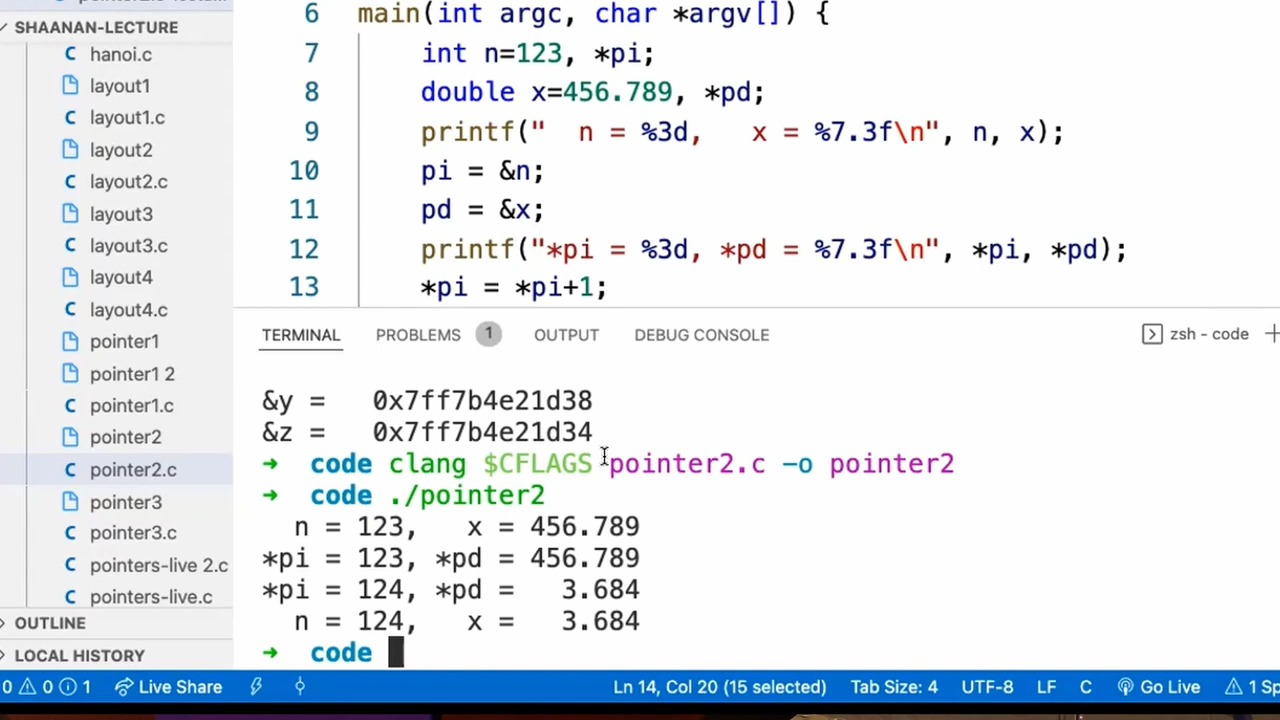 SHAANAN-LECTURE
hanoi.c
layout1
layout1.c
layout2
layout2.c
layout3
layout3.c
layout4
layout4.c
pointer1
pointer1 2
pointer1.c
pointer2
pointer2.c
pointer3
pointer3.c
pointers-live 2.c
pointers-live.c
OUTLINE
LOCAL HISTORY
6 main(int argc, char *argv[]) {
7 int n=123, *pi;
8 double x=456.789, *pd;
9 printf("  n = %3d,   x = %7.3f\n", n, x);
10 pi = &n;
11 pd = &x;
12 printf("*pi = %3d, *pd = %7.3f\n", *pi, *pd);
13 *pi = *pi+1;
TERMINAL PROBLEMS 1 OUTPUT DEBUG CONSOLE zsh - code
&y =   0x7ff7b4e21d38
&z =   0x7ff7b4e21d34
➜  code clang $CFLAGS pointer2.c -o pointer2
➜  code ./pointer2
  n = 123,   x = 456.789
*pi = 123, *pd = 456.789
*pi = 124, *pd =   3.684
  n = 124,   x =   3.684
➜  code
0 0 1 Live Share Ln 14, Col 20 (15 selected) Tab Size: 4 UTF-8 LF C Go Live 1 Sp